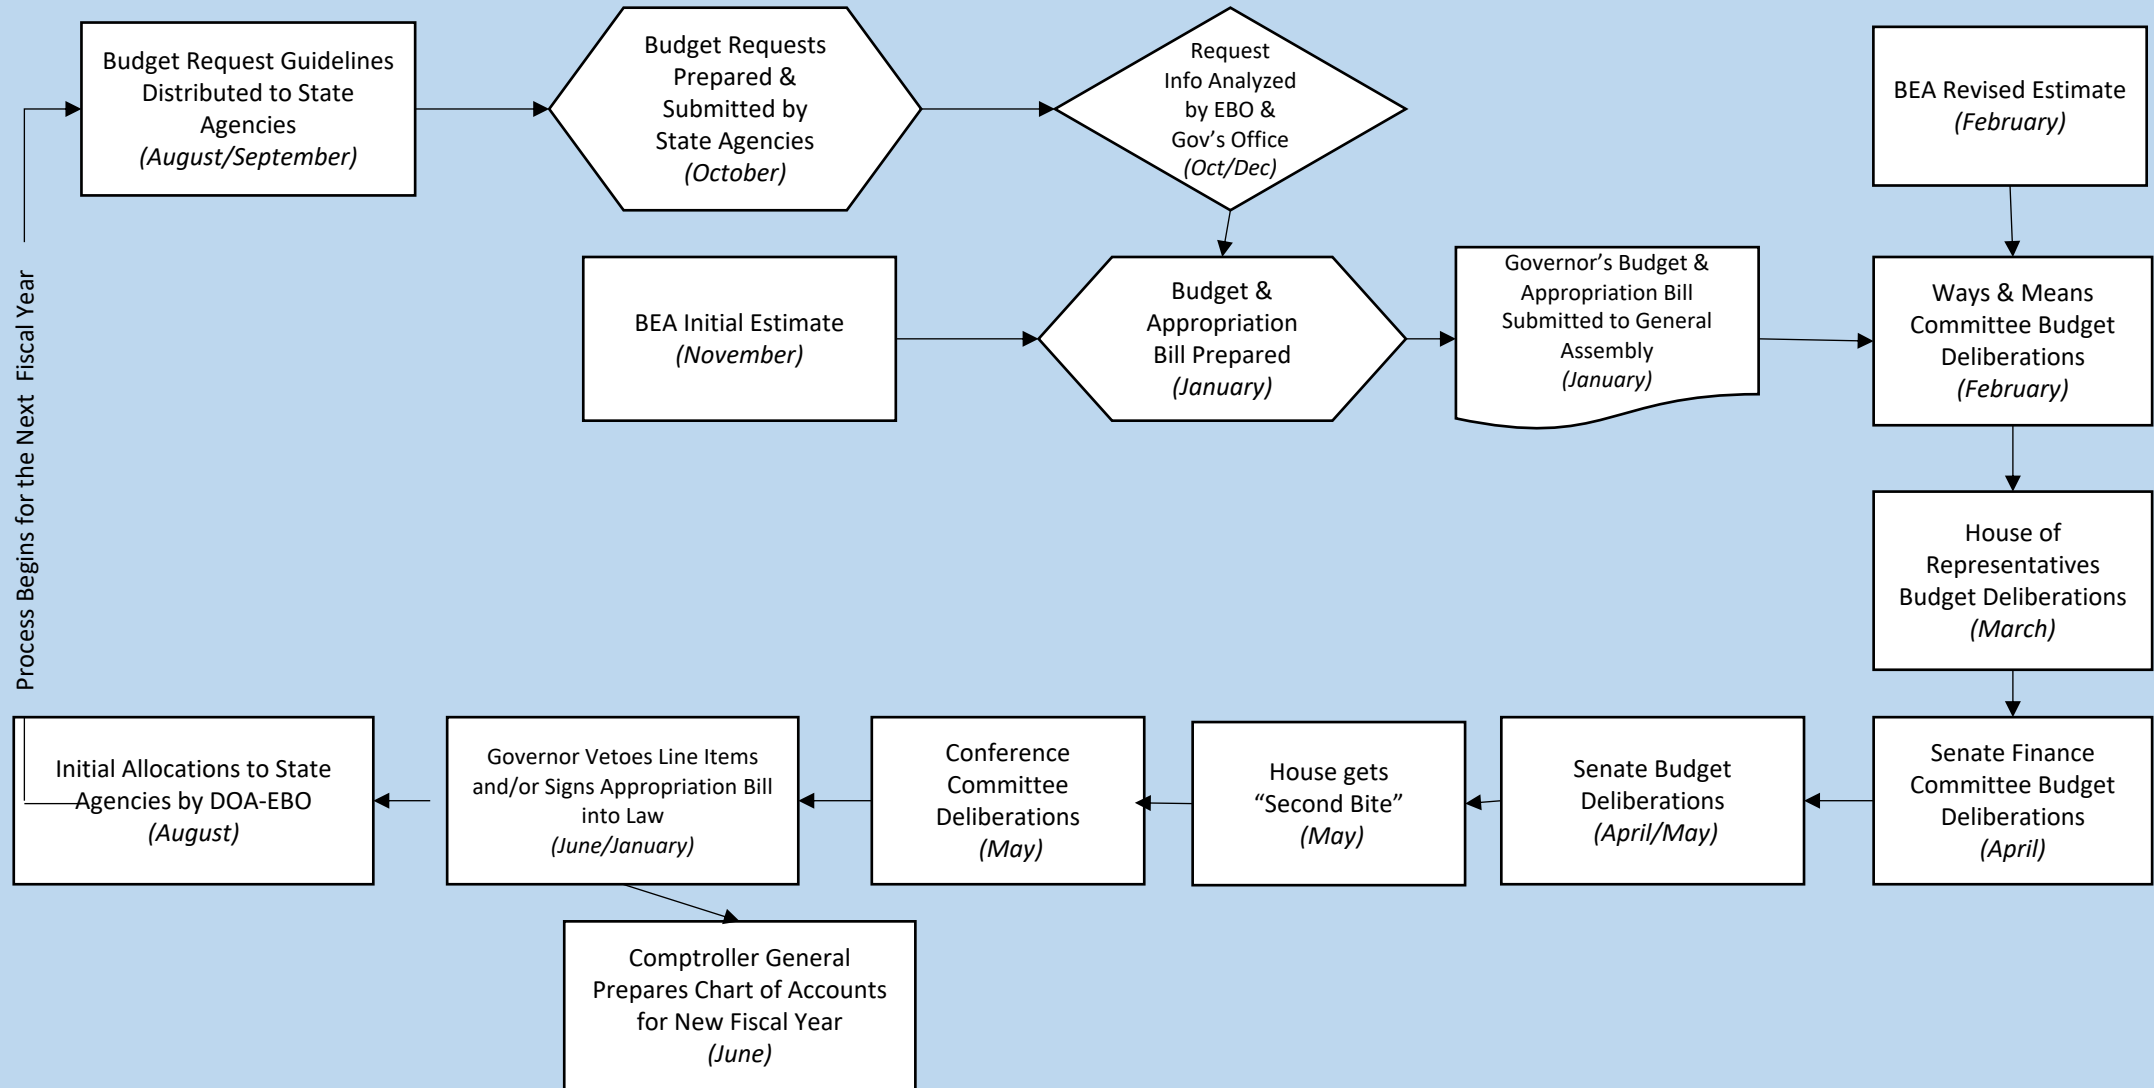 Budget Request Guidelines
Distributed to State
Agencies
(August/September)
Budget Requests
Prepared &
Submitted by
State Agencies
(October)
Request
Info Analyzed
by EBO &
Gov’s Office
(Oct/Dec)
BEA Revised Estimate
(February)
Process Begins for the Next Fiscal Year
BEA Initial Estimate
(November)
Budget &
Appropriation
Bill Prepared
(January)
Governor’s Budget &
Appropriation Bill
Submitted to General
Assembly
(January)
Ways & Means
Committee Budget
Deliberations
(February)
House of
Representatives
Budget Deliberations
(March)
Initial Allocations to State
Agencies by DOA-EBO
(August)
Governor Vetoes Line Items
and/or Signs Appropriation Bill
into Law
(June/January)
Conference
Committee
Deliberations
(May)
House gets
“Second Bite”
(May)
Senate Budget
Deliberations
(April/May)
Senate Finance
Committee Budget
Deliberations
(April)
Comptroller General
Prepares Chart of Accounts
for New Fiscal Year
(June)